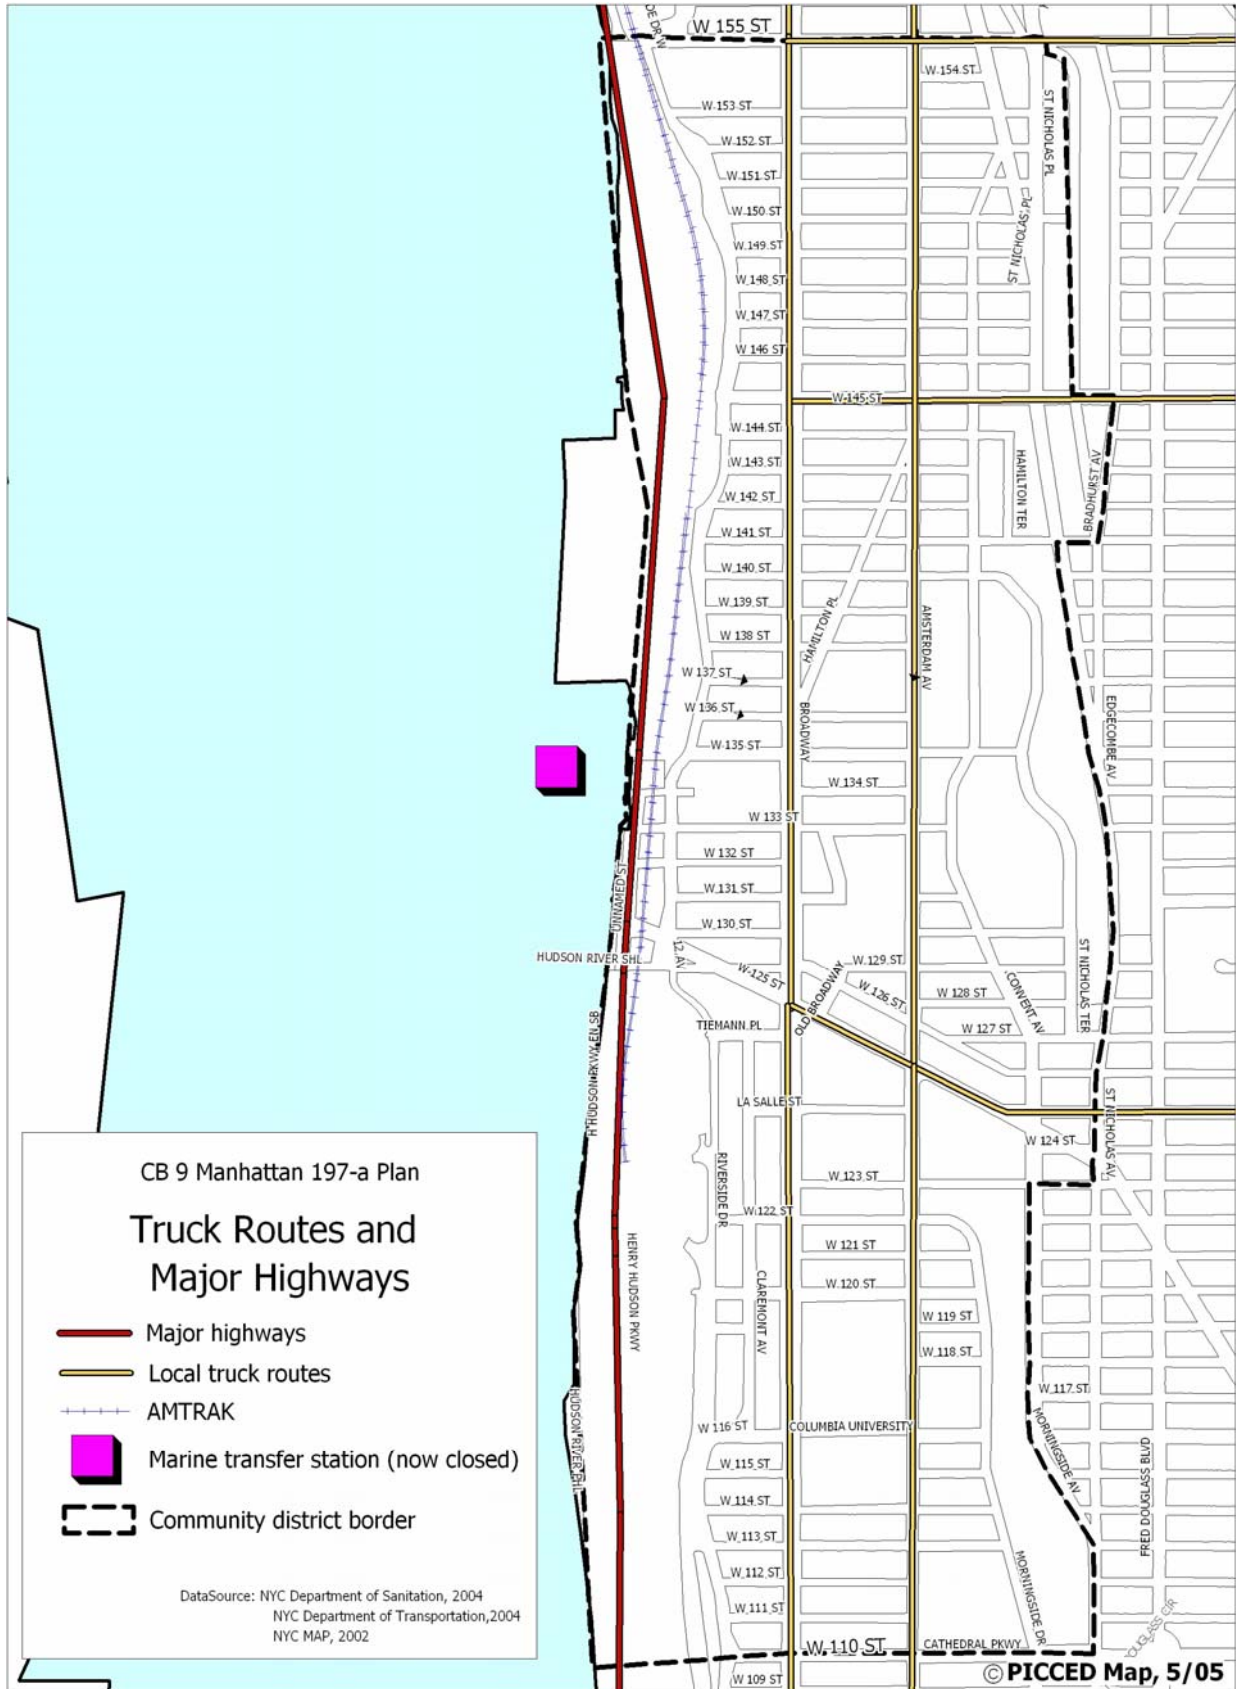 DE DR W
W 155 ST
W 154 ST
ST NICHOLAS PL
W 153 ST
W 152 ST
W 151 ST
W 150 ST
ST NICHOLAS PL
W 149 ST
W 148 ST
W 147 ST
W 146 ST
W 145 ST
W 144 ST
W 143 ST
HAMILTON TER
BRADHURST AV
W 142 ST
W 141 ST
W 140 ST
W 139 ST
HAMILTON PL
AMSTERDAM AV
W 138 ST
W 137 ST
W 136 ST
BROADWAY
EDGECOMBE AV
W 135 ST
W 134 ST
W 133 ST
W 132 ST
UNNAMED ST
W 131 ST
W 130 ST
12 AV
HUDSON RIVER SHL
W 125 ST
W 129 ST
W 126 ST
W 128 ST
CONVENT AV
ST NICHOLAS TER
OLD BROADWAY
TIEMANN PL
W 127 ST
H HUDSON PKWY EN SB
LA SALLE ST
ST NICHOLAS AV
W 124 ST
RIVERSIDE DR
W 123 ST
W 122 ST
HENRY HUDSON PKWY
W 121 ST
CLAREMONT AV
W 120 ST
W 119 ST
W 118 ST
W 117 ST
HUDSON RIVER SHL
W 116 ST
COLUMBIA UNIVERSITY
MORNINGSIDE AV
FRED DOUGLASS BLVD
W 115 ST
W 114 ST
W 113 ST
W 112 ST
MORNINGSIDE DR
W 111 ST
W 110 ST
CATHEDRAL PKWY
W 109 ST
CB 9 Manhattan 197-a Plan
Truck Routes and
Major Highways
Major highways
Local truck routes
AMTRAK
Marine transfer station (now closed)
Community district border
DataSource: NYC Department of Sanitation, 2004
NYC Department of Transportation,2004
NYC MAP, 2002
© PICCED Map, 5/05